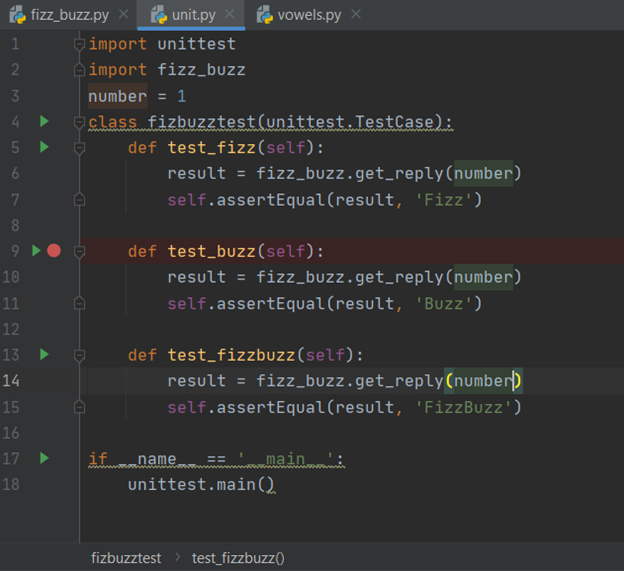 fizz_buzz.py × unit.py × vowels.py ×
1 import unittest
2 import fizz_buzz
3 number = 1
4 class fizbuzztest(unittest.TestCase):
5     def test_fizz(self):
6         result = fizz_buzz.get_reply(number)
7         self.assertEqual(result, 'Fizz')
8
9     def test_buzz(self):
10         result = fizz_buzz.get_reply(number)
11         self.assertEqual(result, 'Buzz')
12
13     def test_fizzbuzz(self):
14         result = fizz_buzz.get_reply(number)
15         self.assertEqual(result, 'FizzBuzz')
16
17 if __name__ == '__main__':
18     unittest.main()
fizbuzztest > test_fizzbuzz()